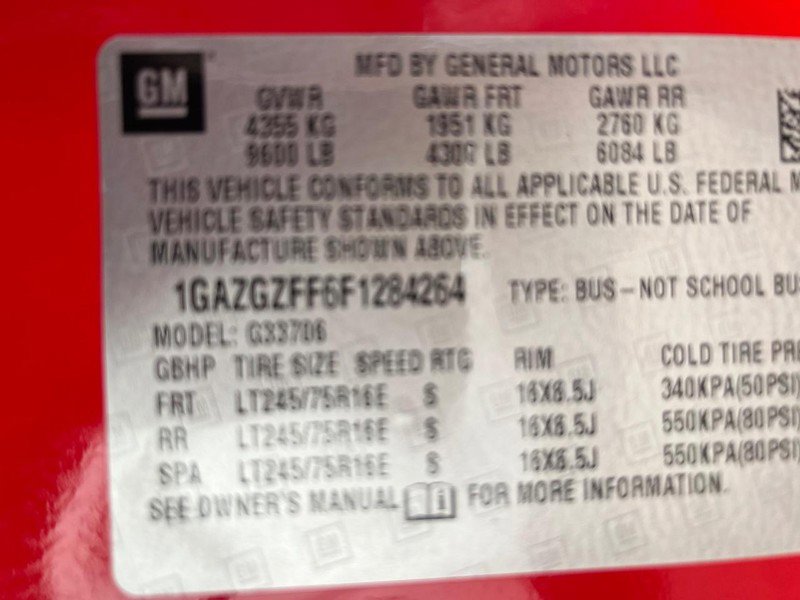 GM
MFD BY GENERAL MOTORS LLC
GVWR GAWR FRT GAWR RR
4355 KG 1951 KG 2760 KG
9600 LB 4300 LB 6084 LB
THIS VEHICLE CONFORMS TO ALL APPLICABLE U.S. FEDERAL M
VEHICLE SAFETY STANDARDS IN EFFECT ON THE DATE OF
MANUFACTURE SHOWN ABOVE.
1GAZGZFF6F1284264 TYPE: BUS–NOT SCHOOL BU
MODEL: G33706
GBHP TIRE SIZE SPEED RTG RIM COLD TIRE PRE
FRT LT245/75R16E S 16X6.5J 340KPA(50PSI)
RR LT245/75R16E S 16X6.5J 550KPA(80PSI)
SPA LT245/75R16E S 16X6.5J 550KPA(80PSI)
SEE OWNER'S MANUAL i FOR MORE INFORMATION.